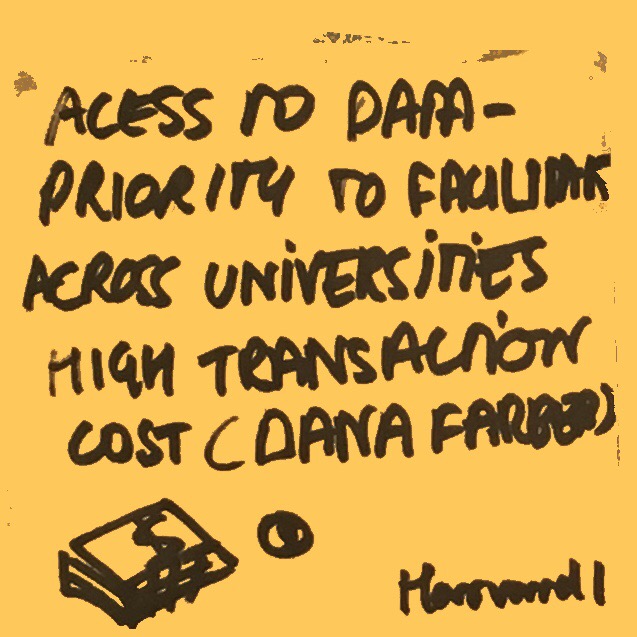 ACESS TO DATA-
PRIORITY TO FACILITATE
ACROSS UNIVERSITIES
HIGH TRANSACTION
COST (DANA FARBER)
$
Harvard 1